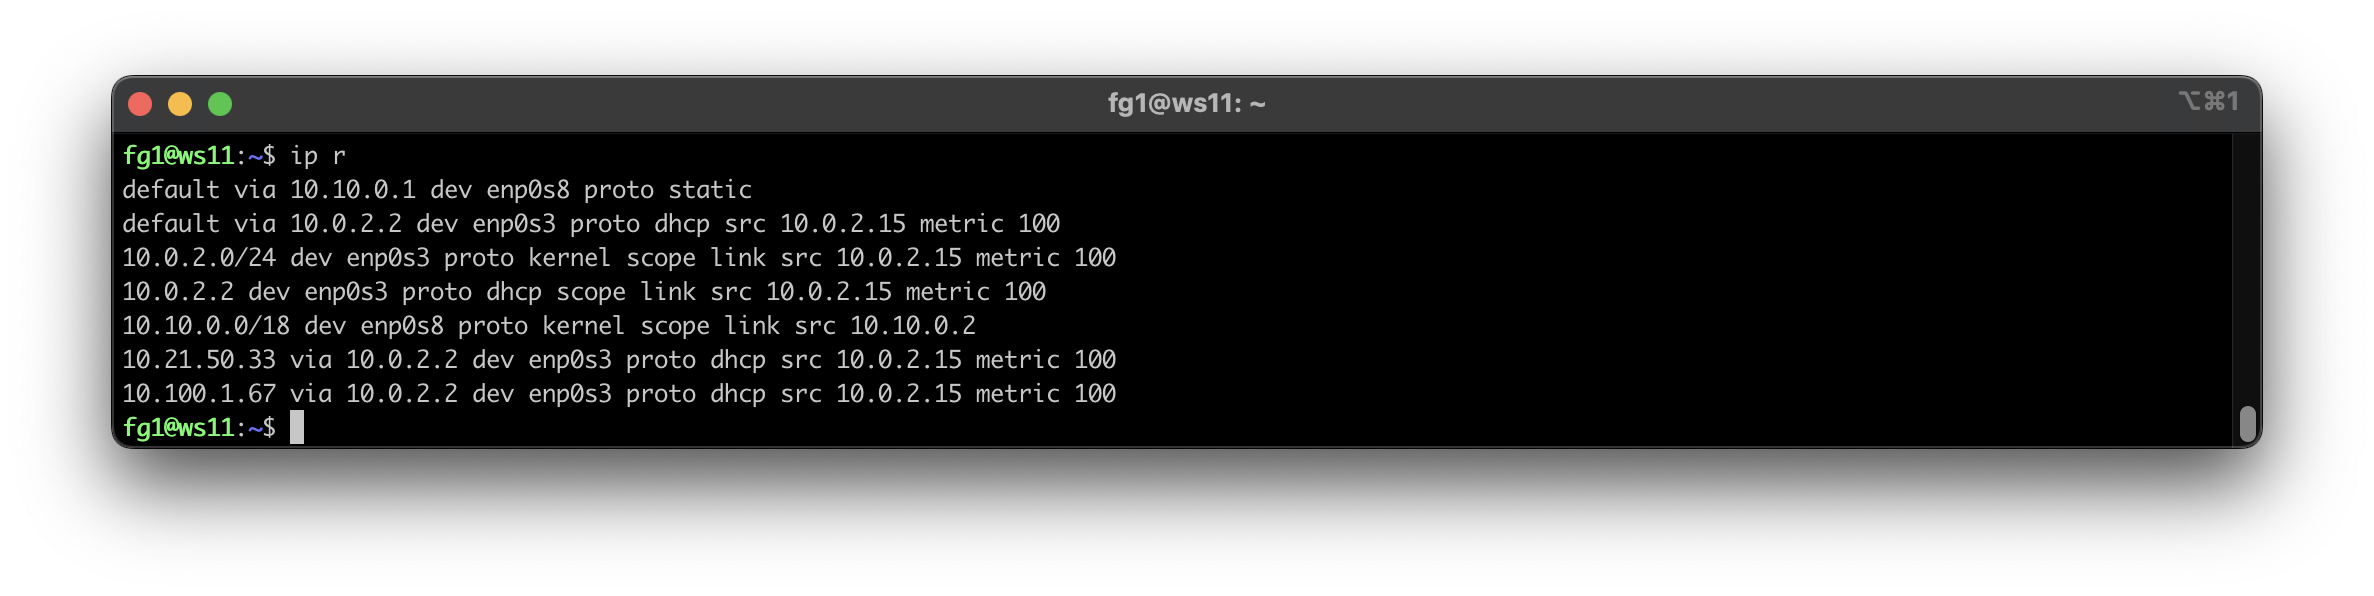 fg1@ws11: ~
⌥⌘1
fg1@ws11:~$ ip r
default via 10.10.0.1 dev enp0s8 proto static
default via 10.0.2.2 dev enp0s3 proto dhcp src 10.0.2.15 metric 100
10.0.2.0/24 dev enp0s3 proto kernel scope link src 10.0.2.15 metric 100
10.0.2.2 dev enp0s3 proto dhcp scope link src 10.0.2.15 metric 100
10.10.0.0/18 dev enp0s8 proto kernel scope link src 10.10.0.2
10.21.50.33 via 10.0.2.2 dev enp0s3 proto dhcp src 10.0.2.15 metric 100
10.100.1.67 via 10.0.2.2 dev enp0s3 proto dhcp src 10.0.2.15 metric 100
fg1@ws11:~$